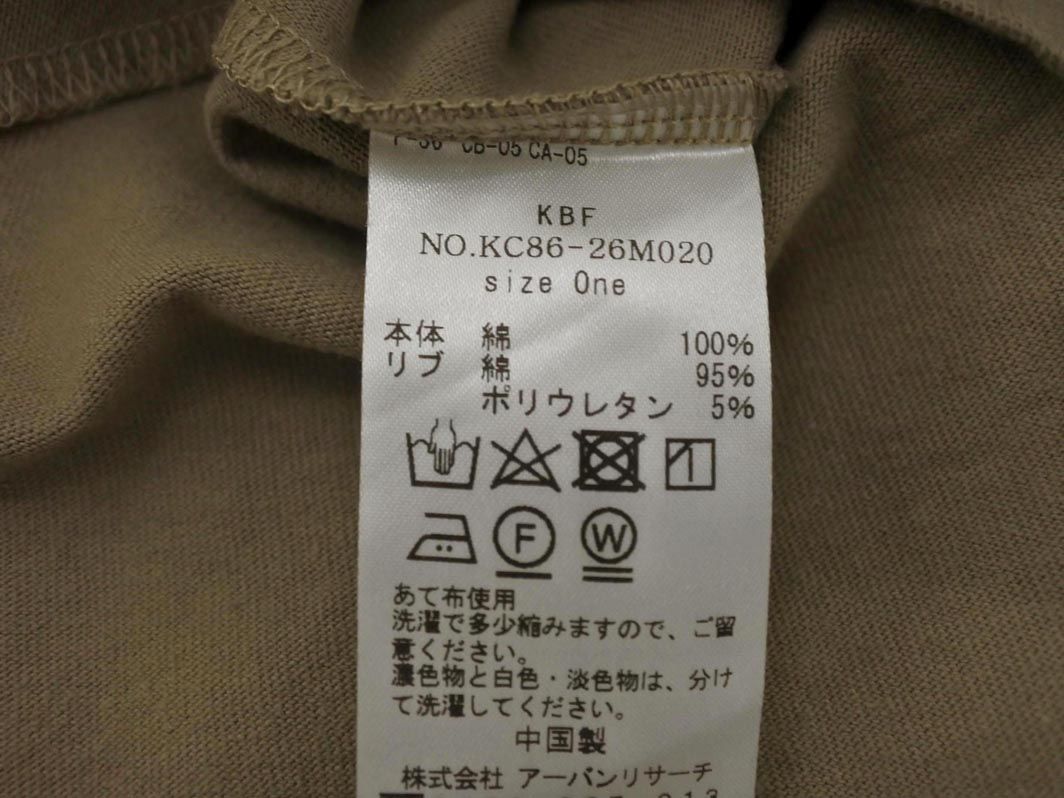 CB-05 CA-05
KBF
NO.KC86-26M020
size One
本体 綿 100%
リブ 綿 95%
ポリウレタン 5%
F
W
あて布使用
洗濯で多少縮みますので、ご留
意ください。
濃色物と白色・淡色物は、分け
て洗濯してください。
中国製
株式会社 アーバンリサーチ